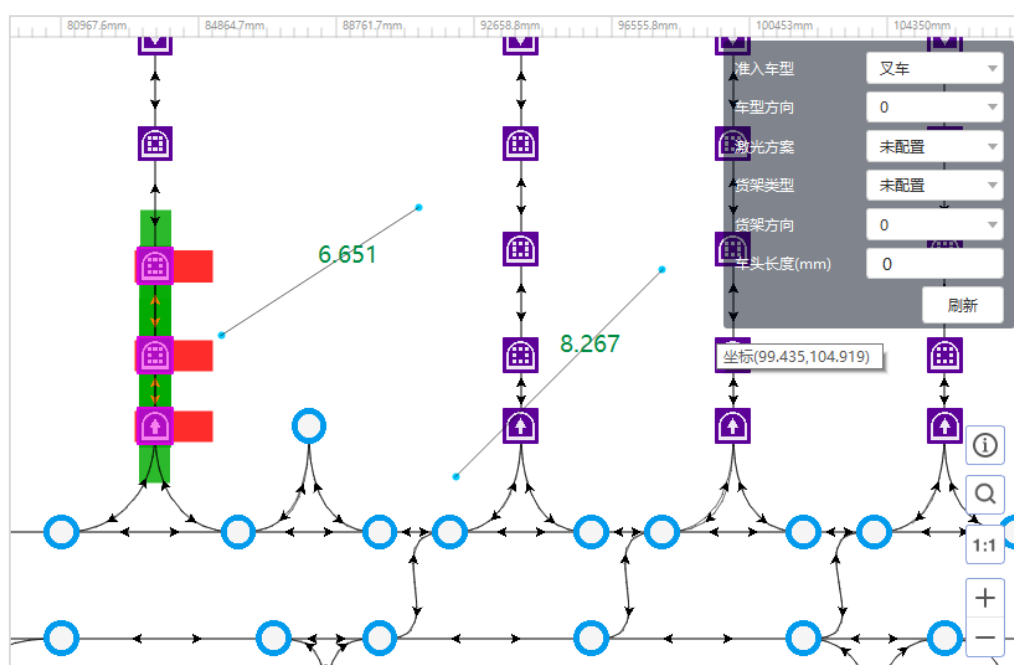 80967.6mm 84864.7mm 88761.7mm 92658.8mm 96555.8mm 100453mm 104350mm
准入车型 叉车
车型方向 0
激光方案 未配置
货架类型 未配置
货架方向 0
车头长度(mm) 0
刷新
6.651
8.267
坐标(99.435,104.919)
1:1